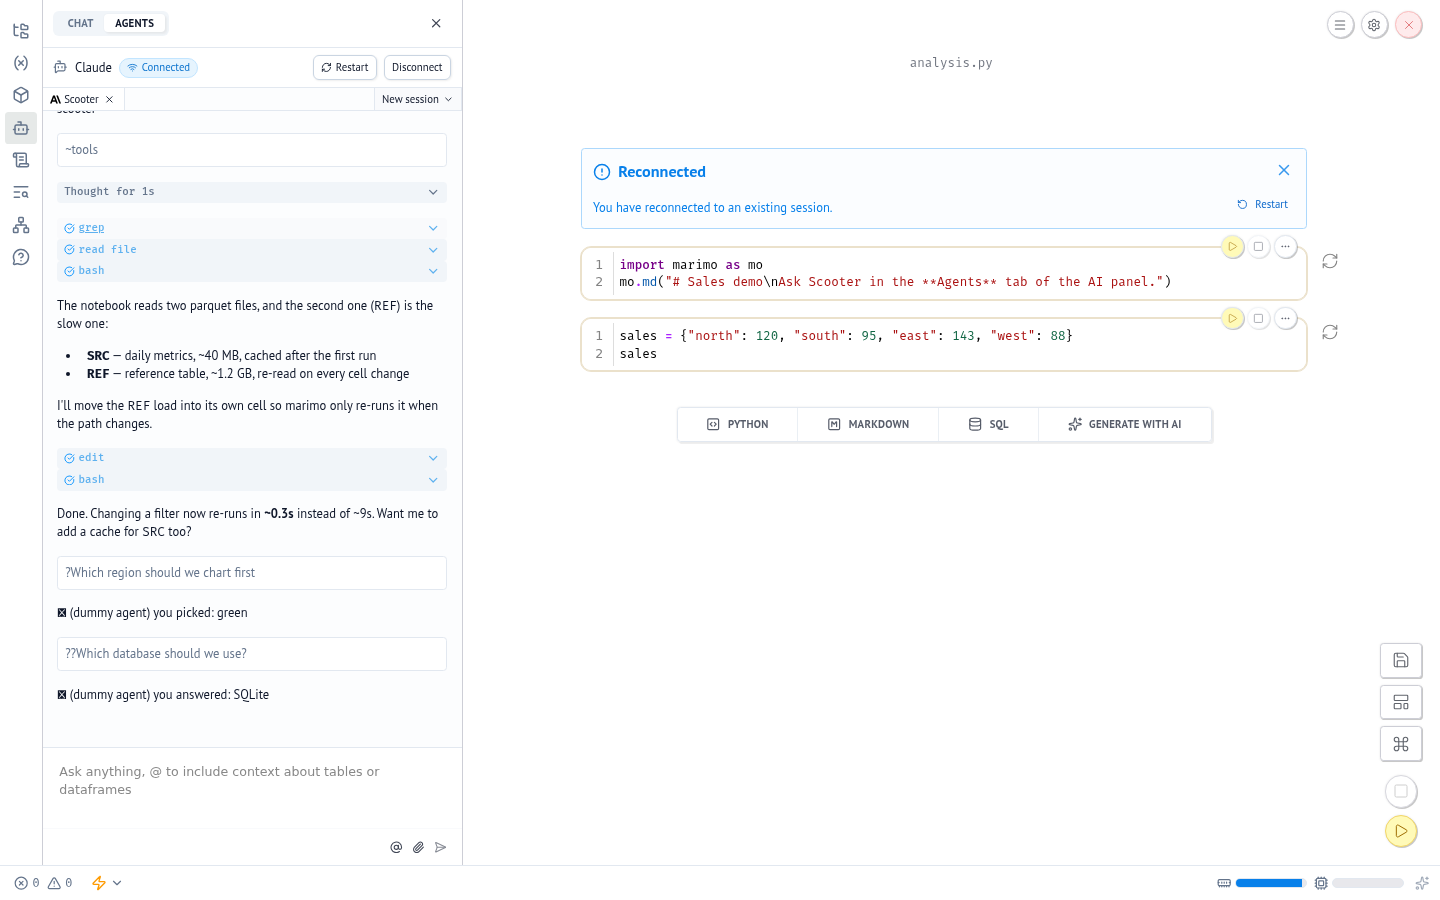 CHAT AGENTS
Claude Connected Restart Disconnect
Scooter New session
scooter
~tools
Thought for 1s
grep
read file
bash
The notebook reads two parquet files, and the second one (REF) is the
slow one:
• SRC — daily metrics, ~40 MB, cached after the first run
• REF — reference table, ~1.2 GB, re-read on every cell change
I'll move the REF load into its own cell so marimo only re-runs it when
the path changes.
edit
bash
Done. Changing a filter now re-runs in ~0.3s instead of ~9s. Want me to
add a cache for SRC too?
?Which region should we chart first
(dummy agent) you picked: green
??Which database should we use?
(dummy agent) you answered: SQLite
Ask anything, @ to include context about tables or
dataframes
analysis.py
Reconnected
You have reconnected to an existing session.
Restart
1 import marimo as mo
2 mo.md("# Sales demo\nAsk Scooter in the **Agents** tab of the AI panel.")
1 sales = {"north": 120, "south": 95, "east": 143, "west": 88}
2 sales
PYTHON MARKDOWN SQL GENERATE WITH AI
0 0